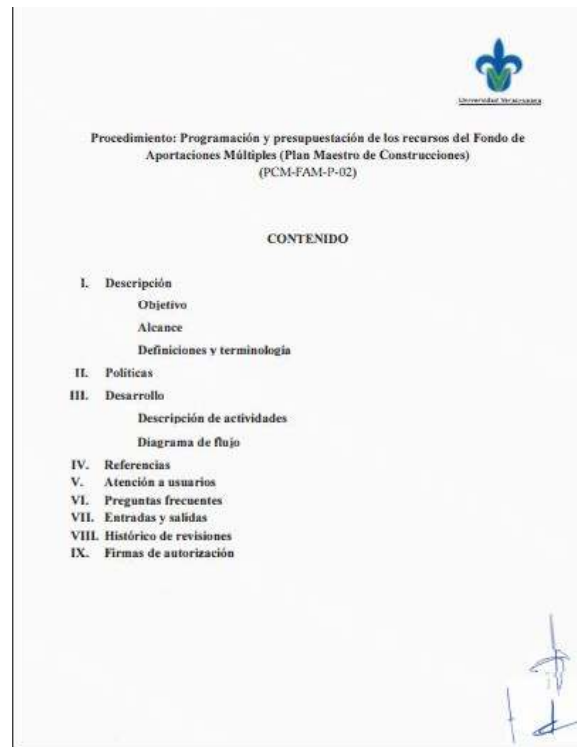 Universidad Veracruzana
Procedimiento: Programación y presupuestación de los recursos del Fondo de
Aportaciones Múltiples (Plan Maestro de Construcciones)
(PCM-FAM-P-02)
CONTENIDO
I. Descripción
Objetivo
Alcance
Definiciones y terminología
II. Políticas
III. Desarrollo
Descripción de actividades
Diagrama de flujo
IV. Referencias
V. Atención a usuarios
VI. Preguntas frecuentes
VII. Entradas y salidas
VIII. Histórico de revisiones
IX. Firmas de autorización